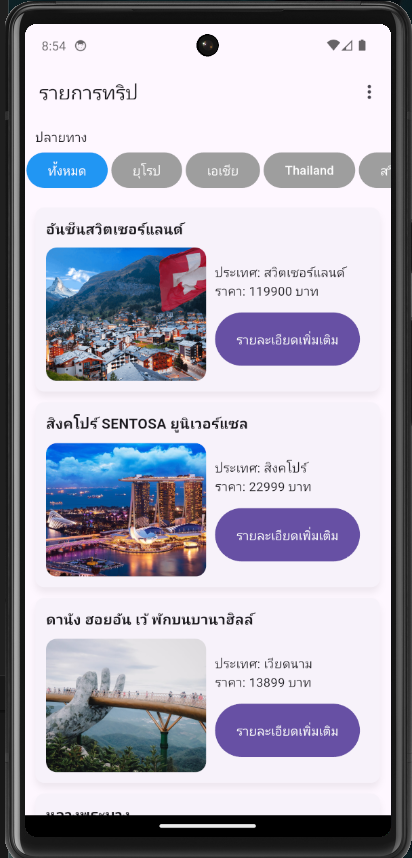 8:54
รายการทริป
ปลายทาง
ทั้งหมด ยุโรป เอเชีย Thailand
อันซีนสวิตเซอร์แลนด์
ประเทศ: สวิตเซอร์แลนด์
ราคา: 119900 บาท
รายละเอียดเพิ่มเติม
สิงคโปร์ SENTOSA ยูนิเวอร์แซล
ประเทศ: สิงคโปร์
ราคา: 22999 บาท
รายละเอียดเพิ่มเติม
ดานัง ฮอยอัน เว้ พักบนบานาฮิลล์
ประเทศ: เวียดนาม
ราคา: 13899 บาท
รายละเอียดเพิ่มเติม
หลวงพระบาง